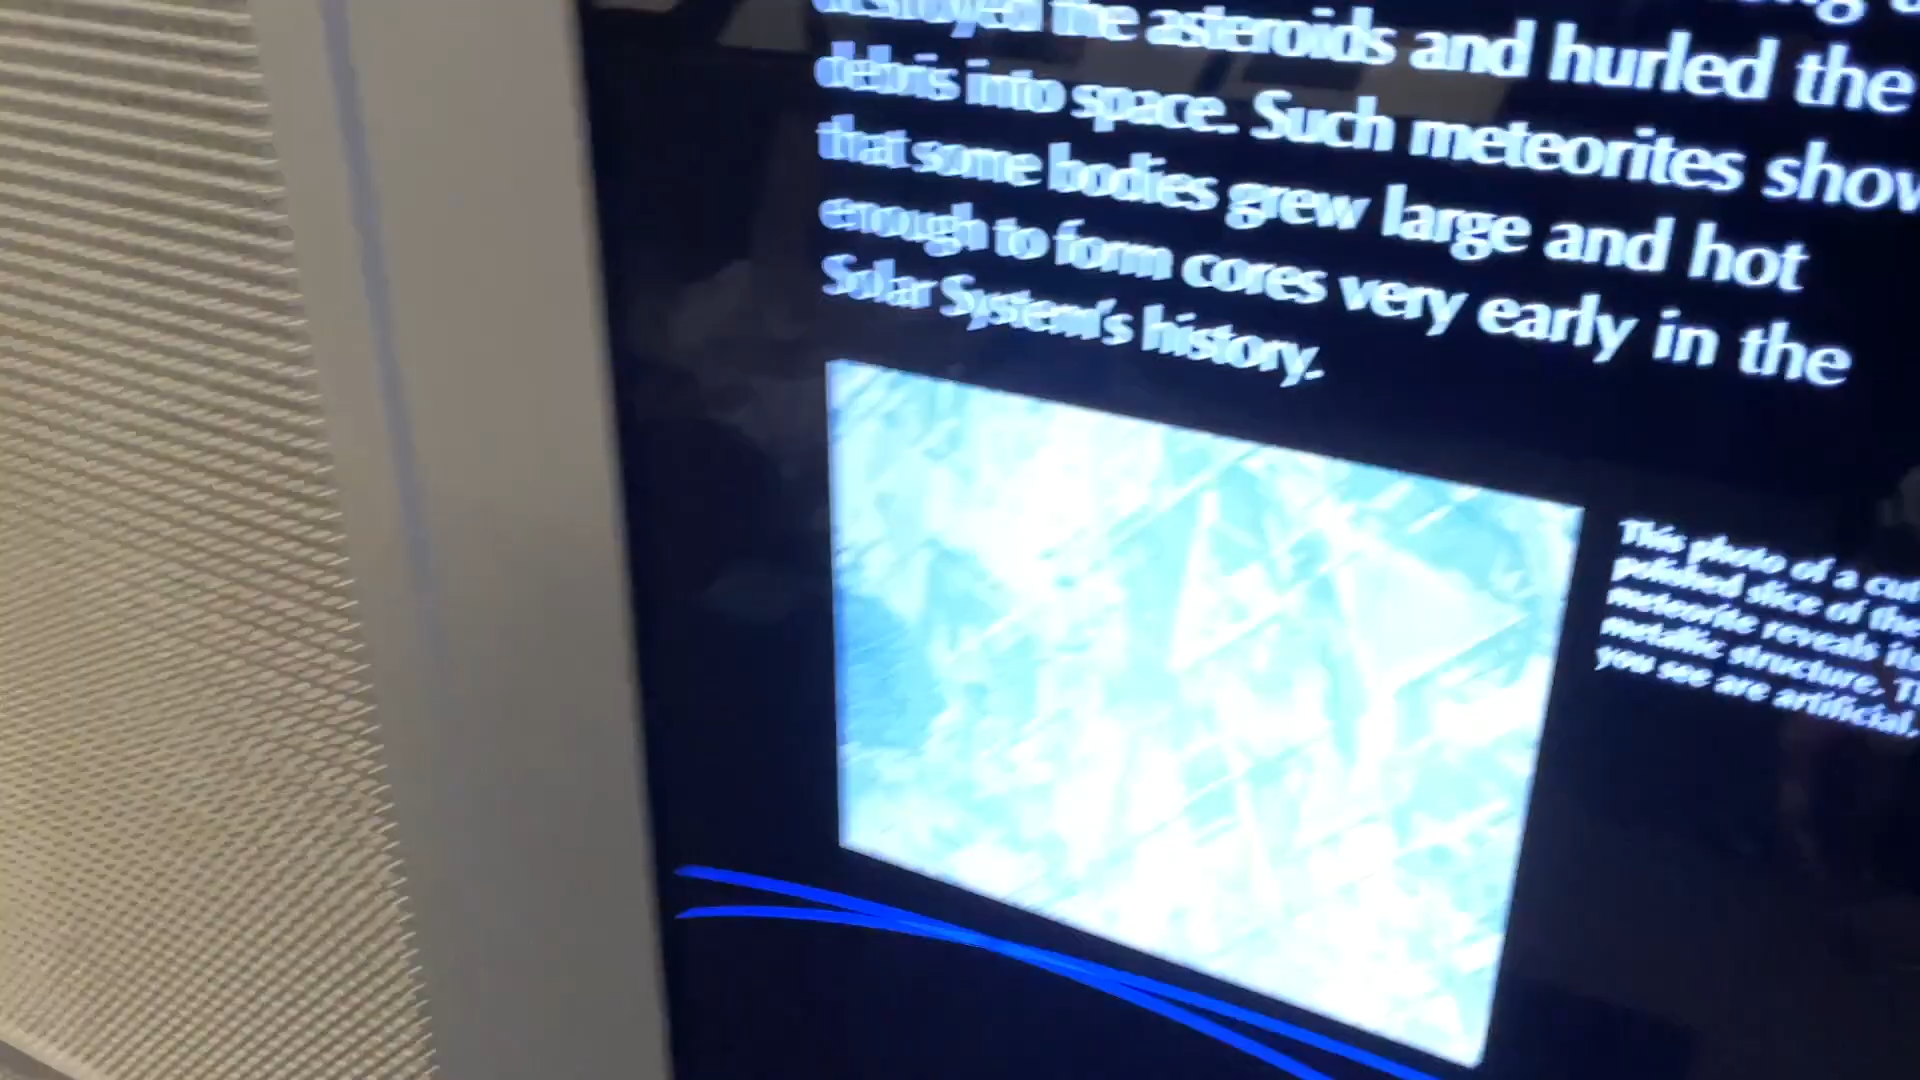 destroyed the asteroids and hurled the
debris into space. Such meteorites show
that some bodies grew large and hot
enough to form cores very early in the
Solar System's history.
This photo of a cut
polished slice of the
meteorite reveals its
metallic structure.
you see are artificial.